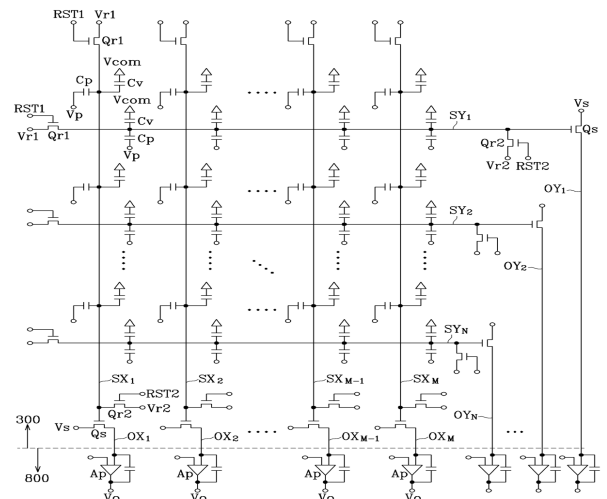 RST1 Vr1
Qr1
Vcom
Cp Cv
RST1 Vp Vcom
Cv SY1 Vs
Vr1 Qr1 Cp Qr2 Qs
Vp Vr2 RST2
OY1
SY2
OY2
SYN
SX1 SX2 SXM-1 SXM
RST2
Qr2 Vr2 OYN
300 Vs Qs OX1 OX2 OXM-1 OXM
800 Ap Ap Ap Ap
Vo Vo Vo Vo